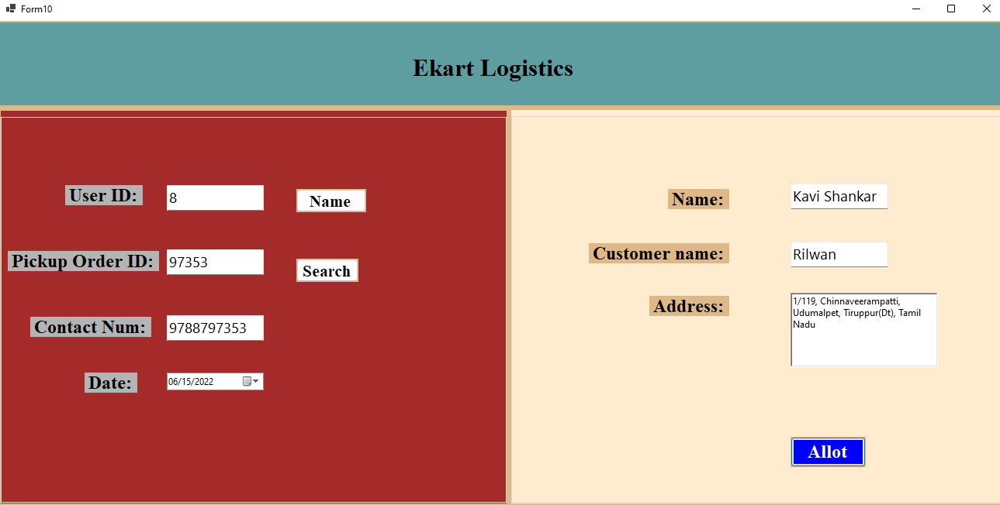 Form10
Ekart Logistics
User ID: 8 Name
Pickup Order ID: 97353 Search
Contact Num: 9788797353
Date: 06/15/2022
Name: Kavi Shankar
Customer name: Rilwan
Address: 1/119, Chinnaveerampatti,
Udumalpet, Tiruppur(Dt), Tamil
Nadu
Allot